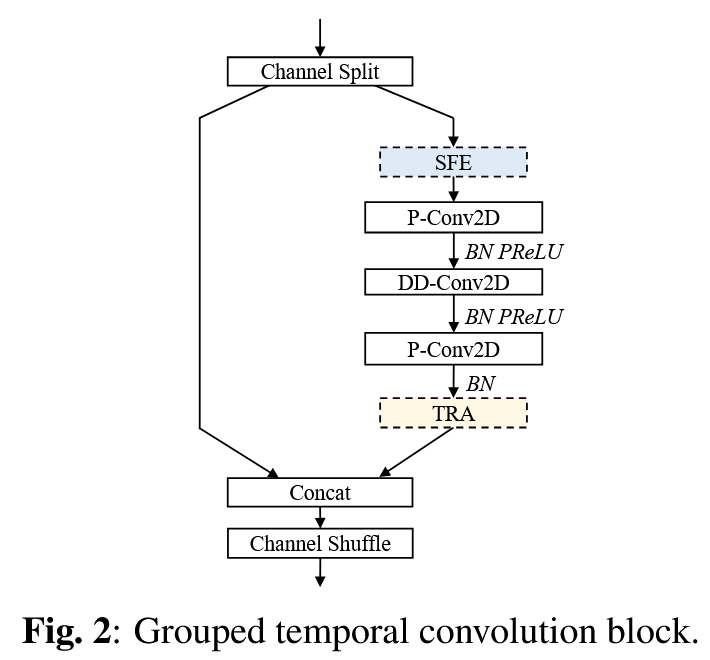 Channel Split
SFE
P-Conv2D
BN PReLU
DD-Conv2D
BN PReLU
P-Conv2D
BN
TRA
Concat
Channel Shuffle
Fig. 2: Grouped temporal convolution block.